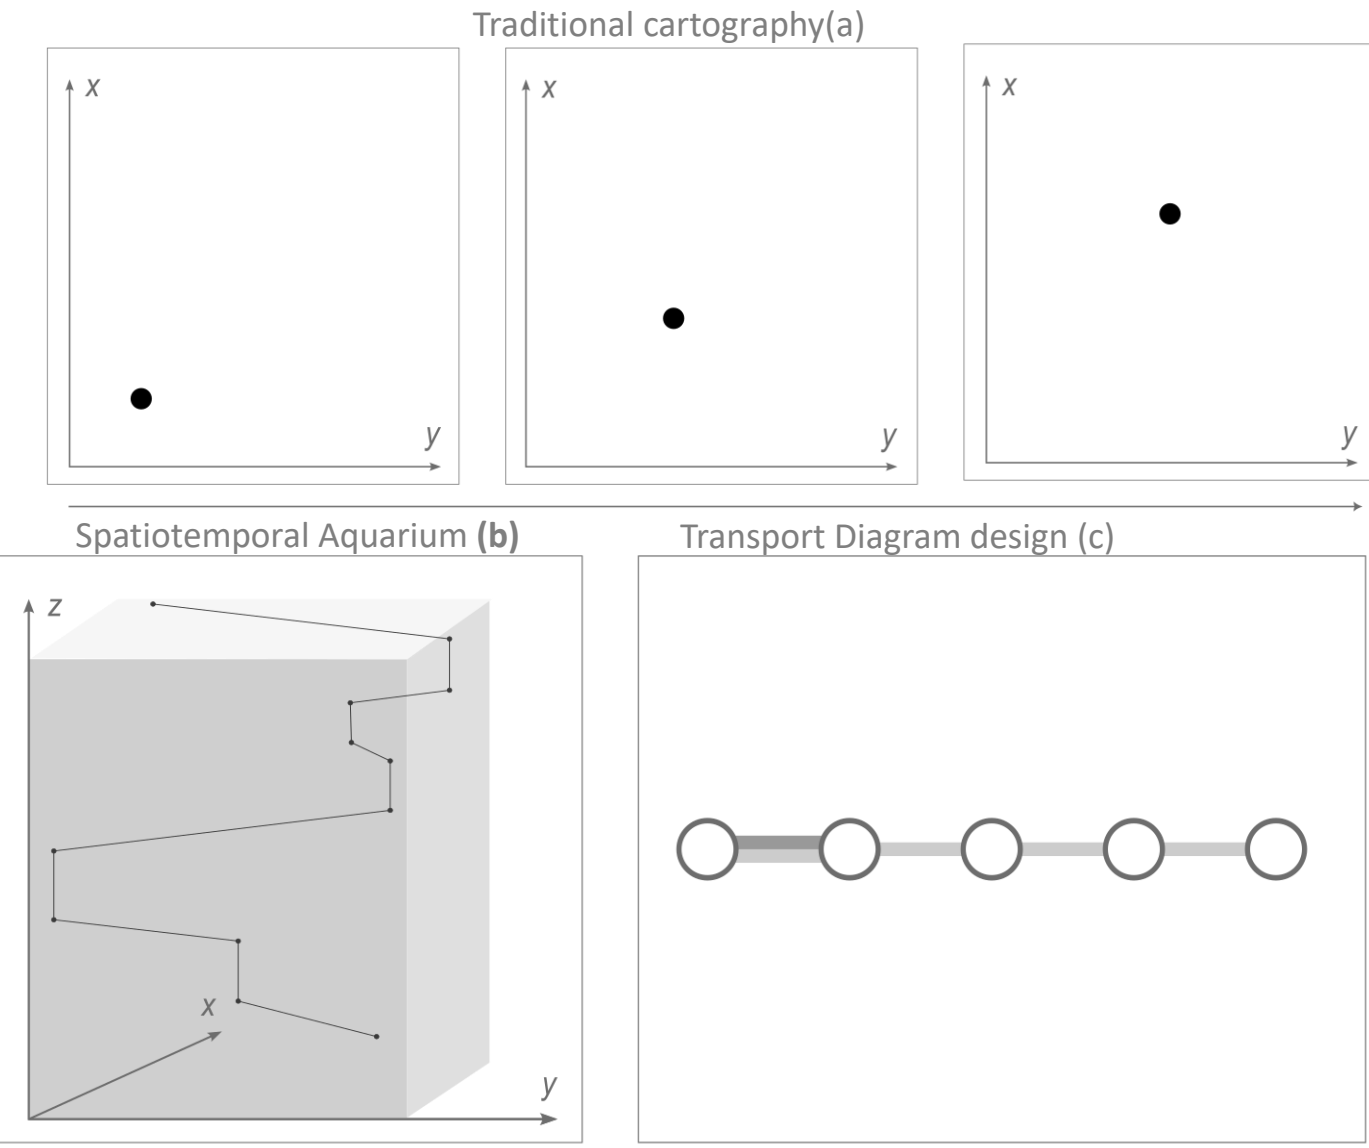 Traditional cartography(a)
x
x
x
y
y
y
Spatiotemporal Aquarium (b)
Transport Diagram design (c)
z
x
y